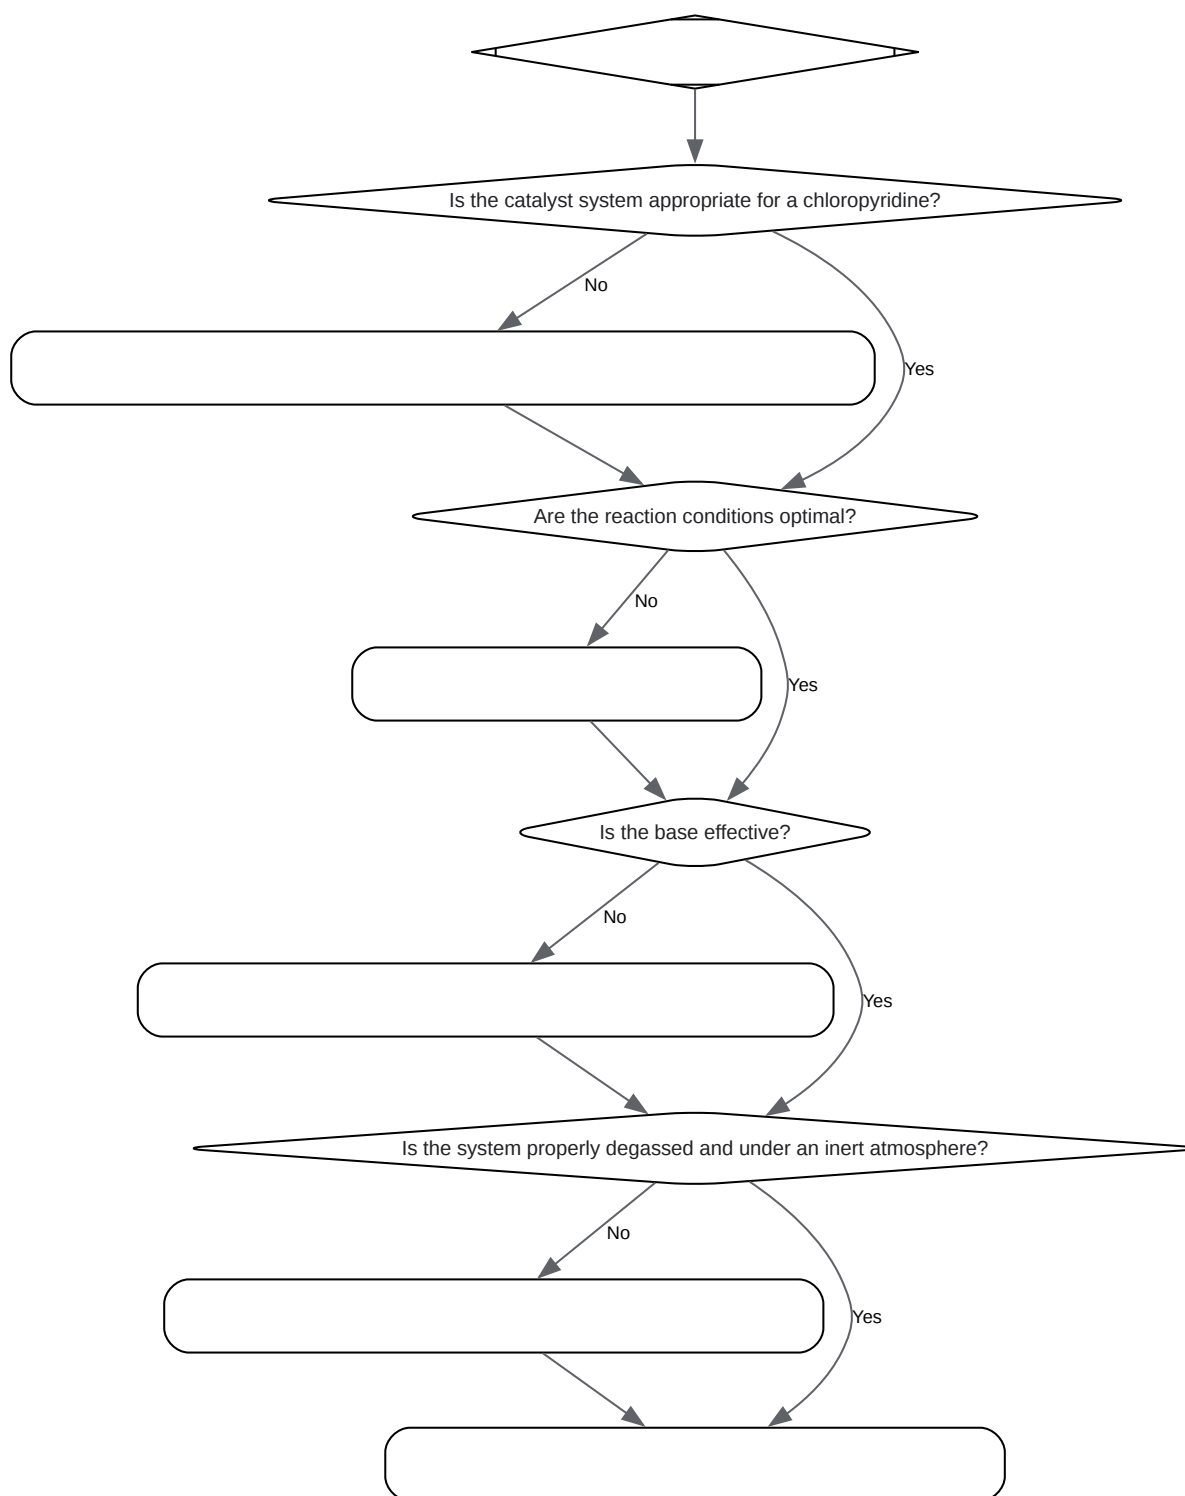 Is the catalyst system appropriate for a chloropyridine?
No
Yes
Are the reaction conditions optimal?
No
Yes
Is the base effective?
No
Yes
Is the system properly degassed and under an inert atmosphere?
No
Yes